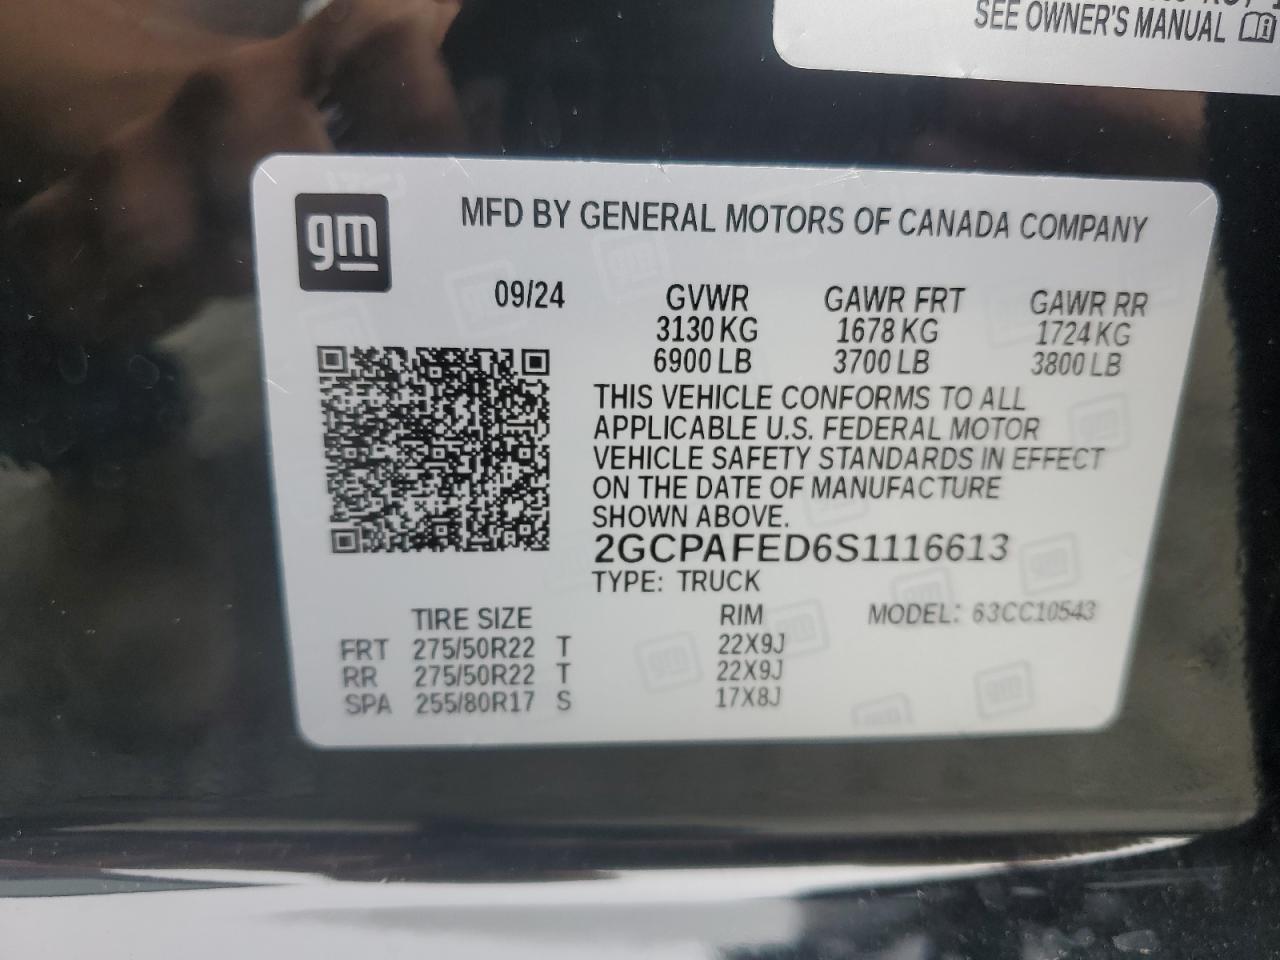 SEE OWNER'S MANUAL
gm
MFD BY GENERAL MOTORS OF CANADA COMPANY
09/24 GVWR GAWR FRT GAWR RR
3130 KG 1678 KG 1724 KG
6900 LB 3700 LB 3800 LB
THIS VEHICLE CONFORMS TO ALL
APPLICABLE U.S. FEDERAL MOTOR
VEHICLE SAFETY STANDARDS IN EFFECT
ON THE DATE OF MANUFACTURE
SHOWN ABOVE.
2GCPAFED6S1116613
TYPE: TRUCK
TIRE SIZE RIM MODEL: 63CC10543
FRT 275/50R22 T 22X9J
RR 275/50R22 T 22X9J
SPA 255/80R17 S 17X8J